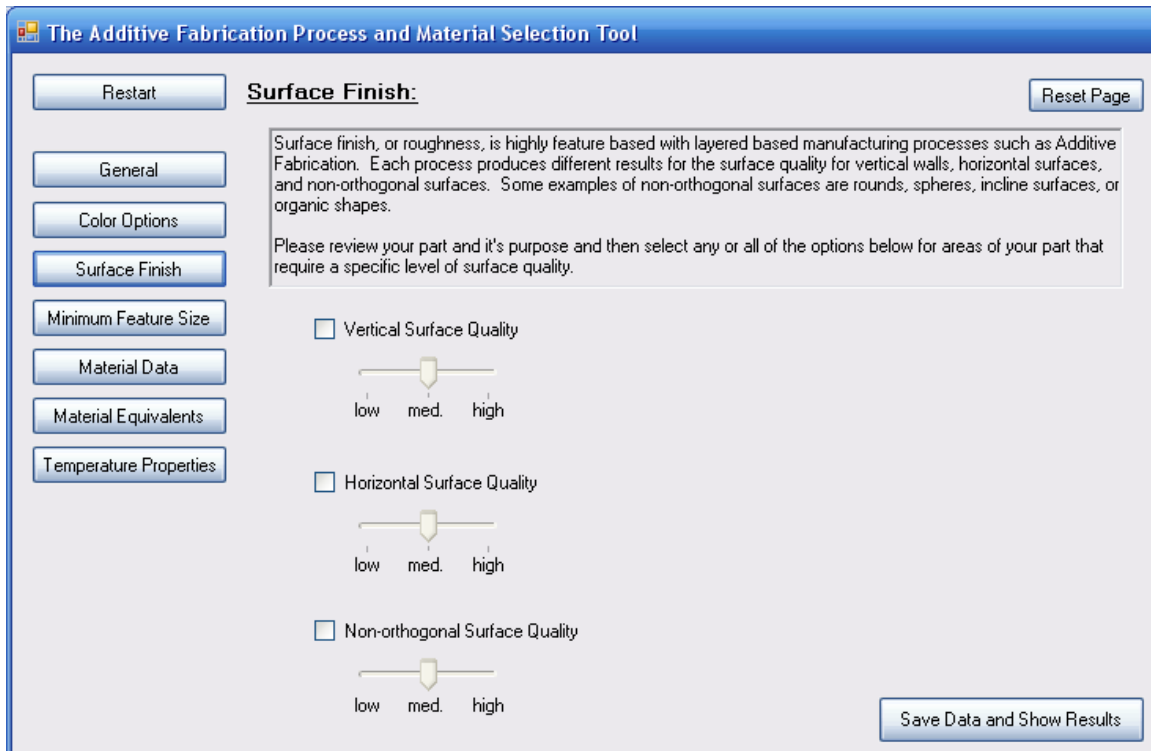 The Additive Fabrication Process and Material Selection Tool
Restart
Surface Finish:
Reset Page
Surface finish, or roughness, is highly feature based with layered based manufacturing processes such as Additive
Fabrication.  Each process produces different results for the surface quality for vertical walls, horizontal surfaces,
and non-orthogonal surfaces.  Some examples of non-orthogonal surfaces are rounds, spheres, incline surfaces, or
organic shapes.
Please review your part and it's purpose and then select any or all of the options below for areas of your part that
require a specific level of surface quality.
General
Color Options
Surface Finish
Minimum Feature Size
Material Data
Material Equivalents
Temperature Properties
Vertical Surface Quality
low med. high
Horizontal Surface Quality
low med. high
Non-orthogonal Surface Quality
low med. high
Save Data and Show Results